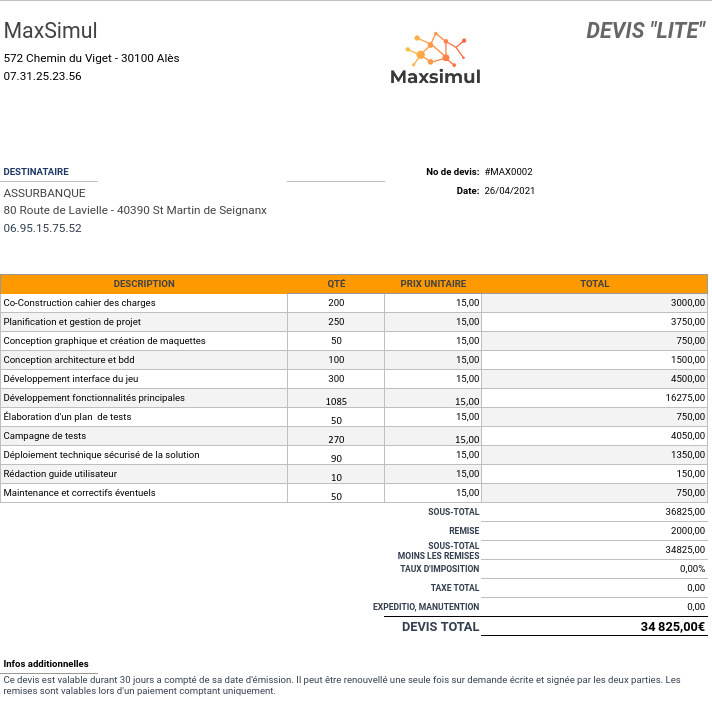 MaxSimul
DEVIS "LITE"
572 Chemin du Viget - 30100 Alès
07.31.25.23.56
Maxsimul
DESTINATAIRE
No de devis: #MAX0002
ASSURBANQUE
Date: 26/04/2021
80 Route de Lavielle - 40390 St Martin de Seignanx
06.95.15.75.52
DESCRIPTION QTÉ PRIX UNITAIRE TOTAL
Co-Construction cahier des charges 200 15,00 3000,00
Planification et gestion de projet 250 15,00 3750,00
Conception graphique et création de maquettes 50 15,00 750,00
Conception architecture et bdd 100 15,00 1500,00
Développement interface du jeu 300 15,00 4500,00
Développement fonctionnalités principales 1085 15,00 16275,00
Élaboration d'un plan de tests 50 15,00 750,00
Campagne de tests 270 15,00 4050,00
Déploiement technique sécurisé de la solution 90 15,00 1350,00
Rédaction guide utilisateur 10 15,00 150,00
Maintenance et correctifs éventuels 50 15,00 750,00
SOUS-TOTAL 36825,00
REMISE 2000,00
SOUS-TOTAL
MOINS LES REMISES 34825,00
TAUX D'IMPOSITION 0,00%
TAXE TOTAL 0,00
EXPEDITIO, MANUTENTION 0,00
DEVIS TOTAL 34 825,00€
Infos additionnelles
Ce devis est valable durant 30 jours a compté de sa date d'émission. Il peut être renouvellé une seule fois sur demande écrite et signée par les deux parties. Les
remises sont valables lors d'un paiement comptant uniquement.